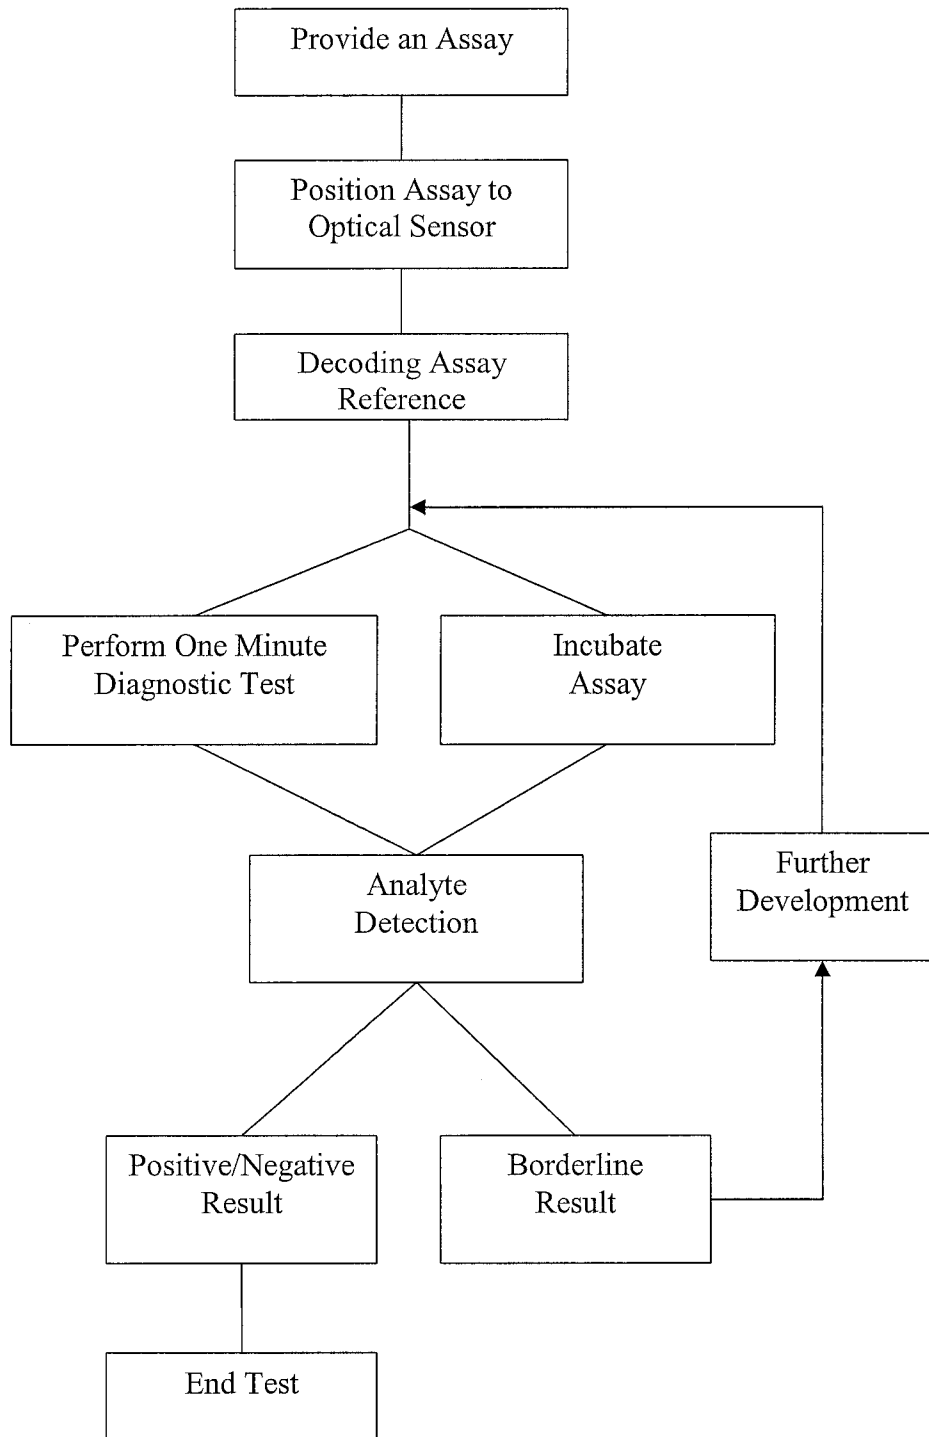 Provide an Assay
Position Assay to
Optical Sensor
Decoding Assay
Reference
Perform One Minute
Diagnostic Test
Incubate
Assay
Analyte
Detection
Further
Development
Positive/Negative
Result
Borderline
Result
End Test